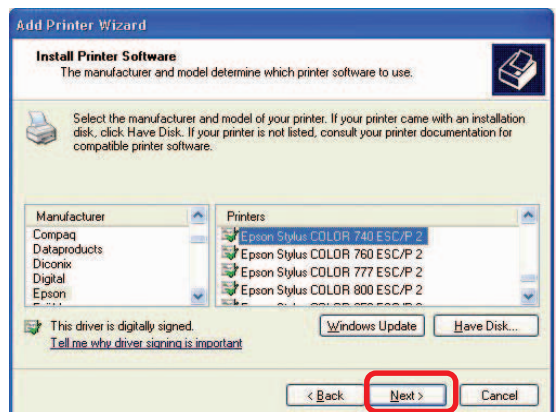 Add Printer Wizard
Install Printer Software
The manufacturer and model determine which printer software to use.
Select the manufacturer and model of your printer. If your printer came with an installation
disk, click Have Disk. If your printer is not listed, consult your printer documentation for
compatible printer software.
Manufacturer
Compaq
Dataproducts
Diconix
Digital
Epson
Printers
Epson Stylus COLOR 740 ESC/P 2
Epson Stylus COLOR 760 ESC/P 2
Epson Stylus COLOR 777 ESC/P 2
Epson Stylus COLOR 800 ESC/P 2
This driver is digitally signed.
Tell me why driver signing is important
Windows Update
Have Disk...
< Back
Next >
Cancel